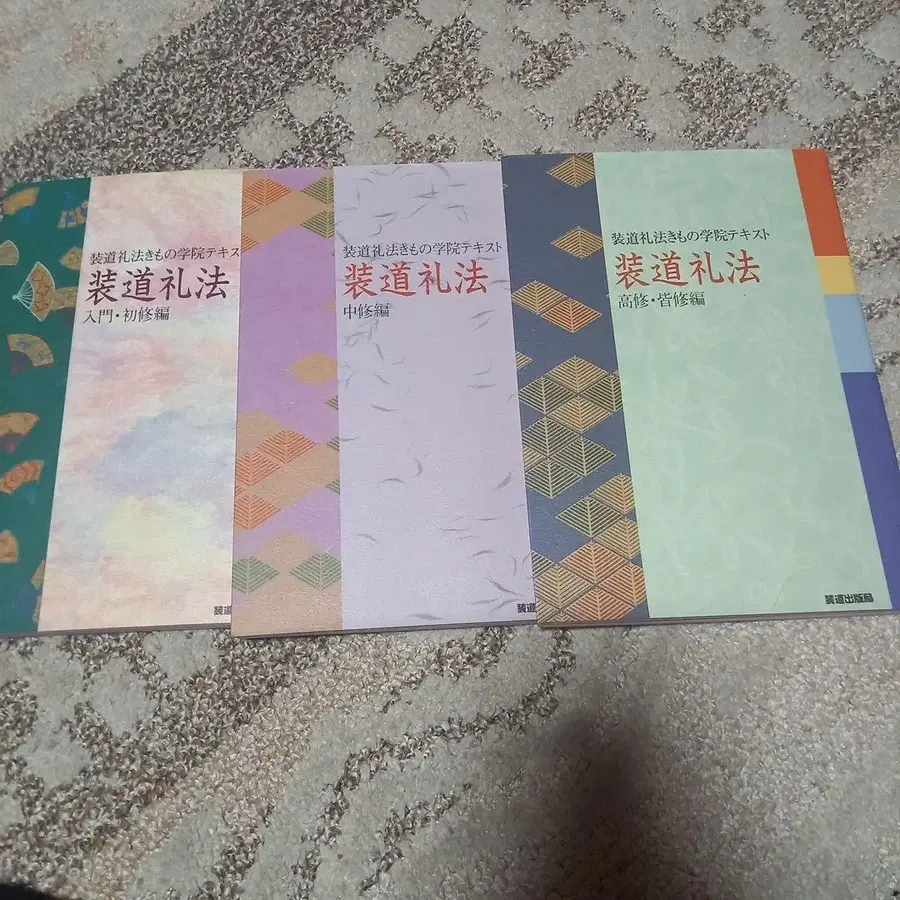 装道礼法きもの学院テキス
装道礼法
入門・初修編
装道
装道礼法きもの学院テキスト
装道礼法
中修編
装道礼法きもの学院テキスト
装道礼法
高修・皆修編
装道出版局